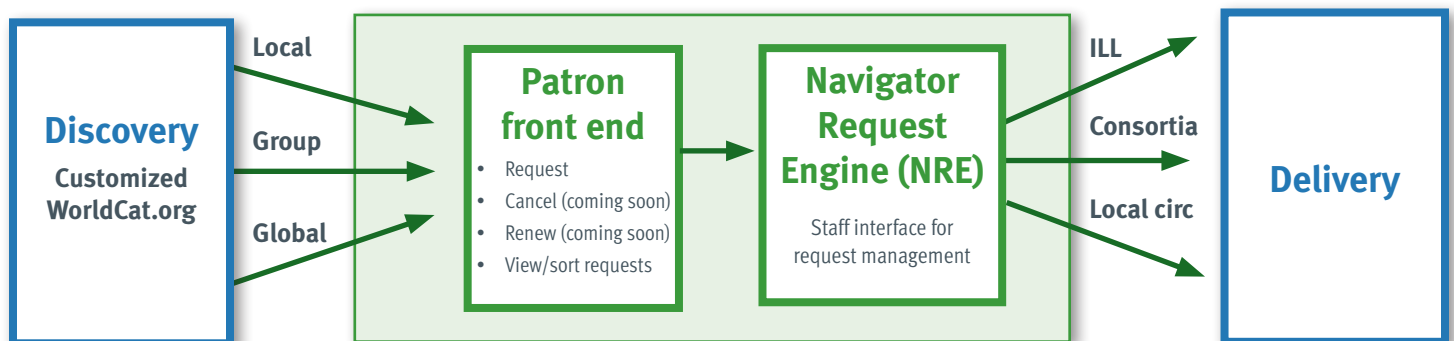 Discovery
Customized
WorldCat.org
Local
Group
Global
Patron
front end
• Request
• Cancel (coming soon)
• Renew (coming soon)
• View/sort requests
Navigator
Request
Engine (NRE)
Staff interface for
request management
ILL
Consortia
Local circ
Delivery